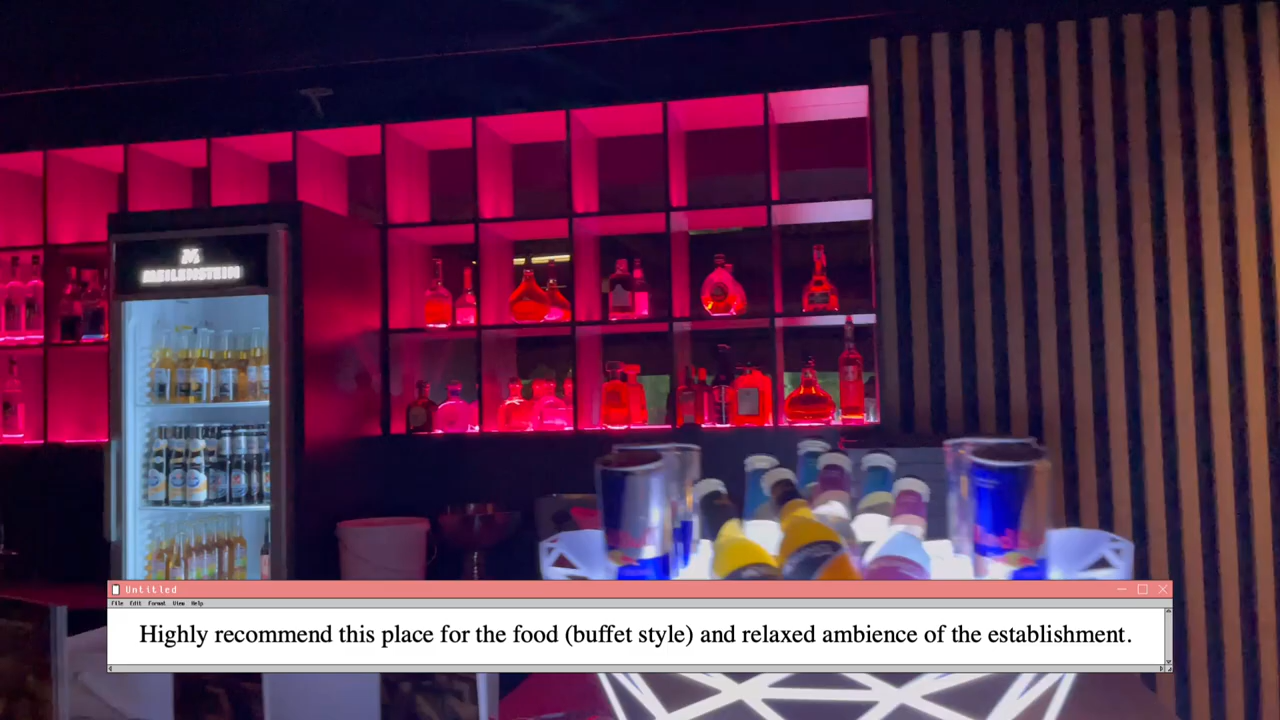 MEILENSTEIN
Untitled
File Edit Format View Help
Highly recommend this place for the food (buffet style) and relaxed ambience of the establishment.